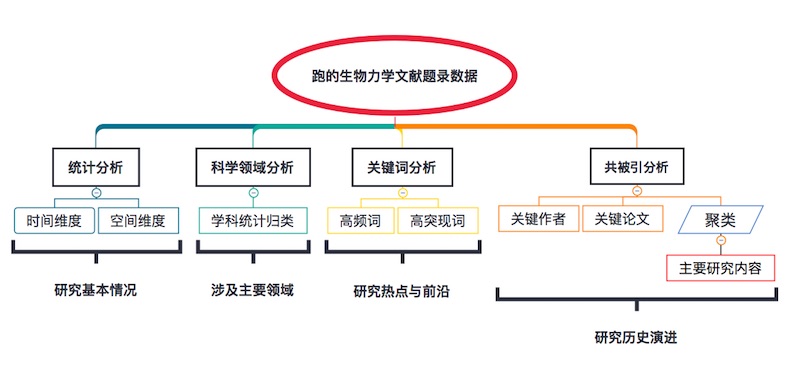 跑的生物力学文献题录数据
统计分析
科学领域分析
关键词分析
共被引分析
时间维度
空间维度
学科统计归类
高频词
高突现词
关键作者
关键论文
聚类
主要研究内容
研究基本情况
涉及主要领域
研究热点与前沿
研究历史演进